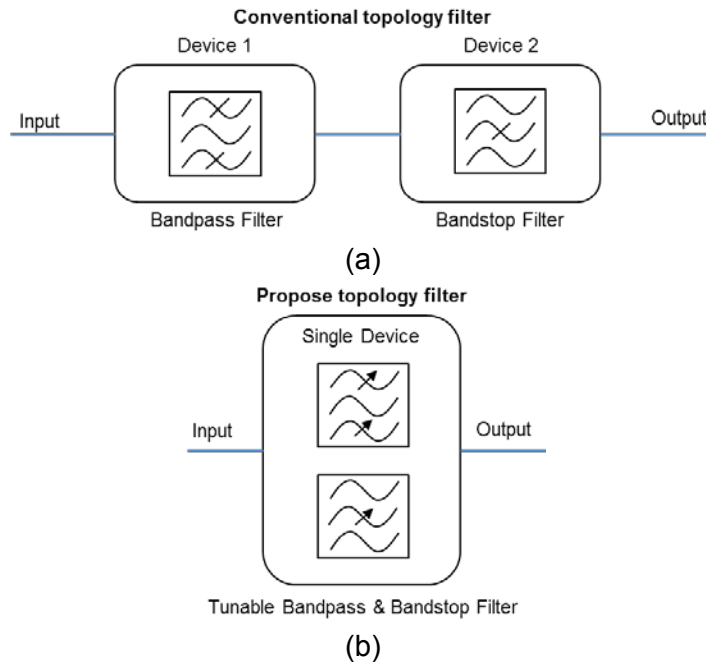 Conventional topology filter
Device 1
Device 2
Input
Output
Bandpass Filter
Bandstop Filter
(a)
Propose topology filter
Single Device
Input
Output
Tunable Bandpass & Bandstop Filter
(b)